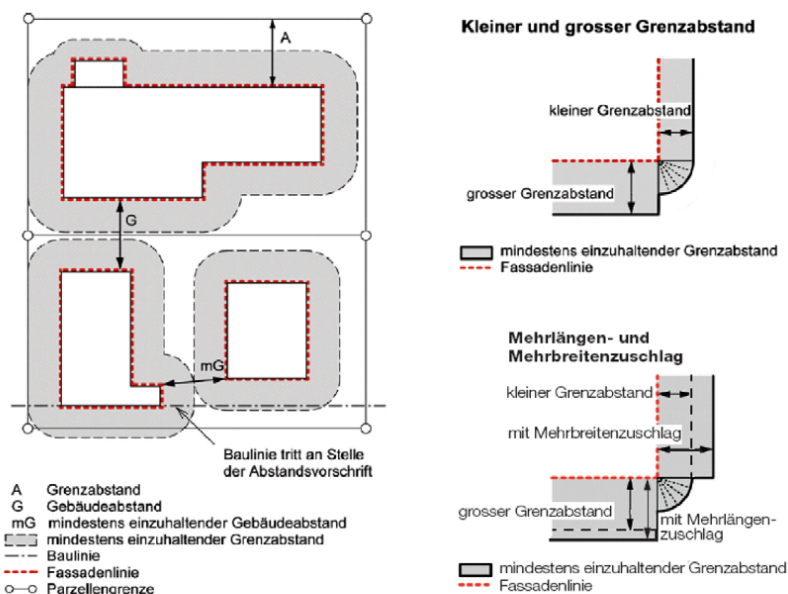 A
G
mG
Baulinie tritt an Stelle
der Abstandsvorschrift
A Grenzabstand
G Gebäudeabstand
mG mindestens einzuhaltender Gebäudeabstand
mindestens einzuhaltender Grenzabstand
Baulinie
Fassadenlinie
Parzellengrenze
Kleiner und grosser Grenzabstand
kleiner Grenzabstand
grosser Grenzabstand
mindestens einzuhaltender Grenzabstand
Fassadenlinie
Mehrlängen- und
Mehrbreitenzuschlag
kleiner Grenzabstand
mit Mehrbreitenzuschlag
grosser Grenzabstand
mit Mehrlängen-
zuschlag
mindestens einzuhaltender Grenzabstand
Fassadenlinie